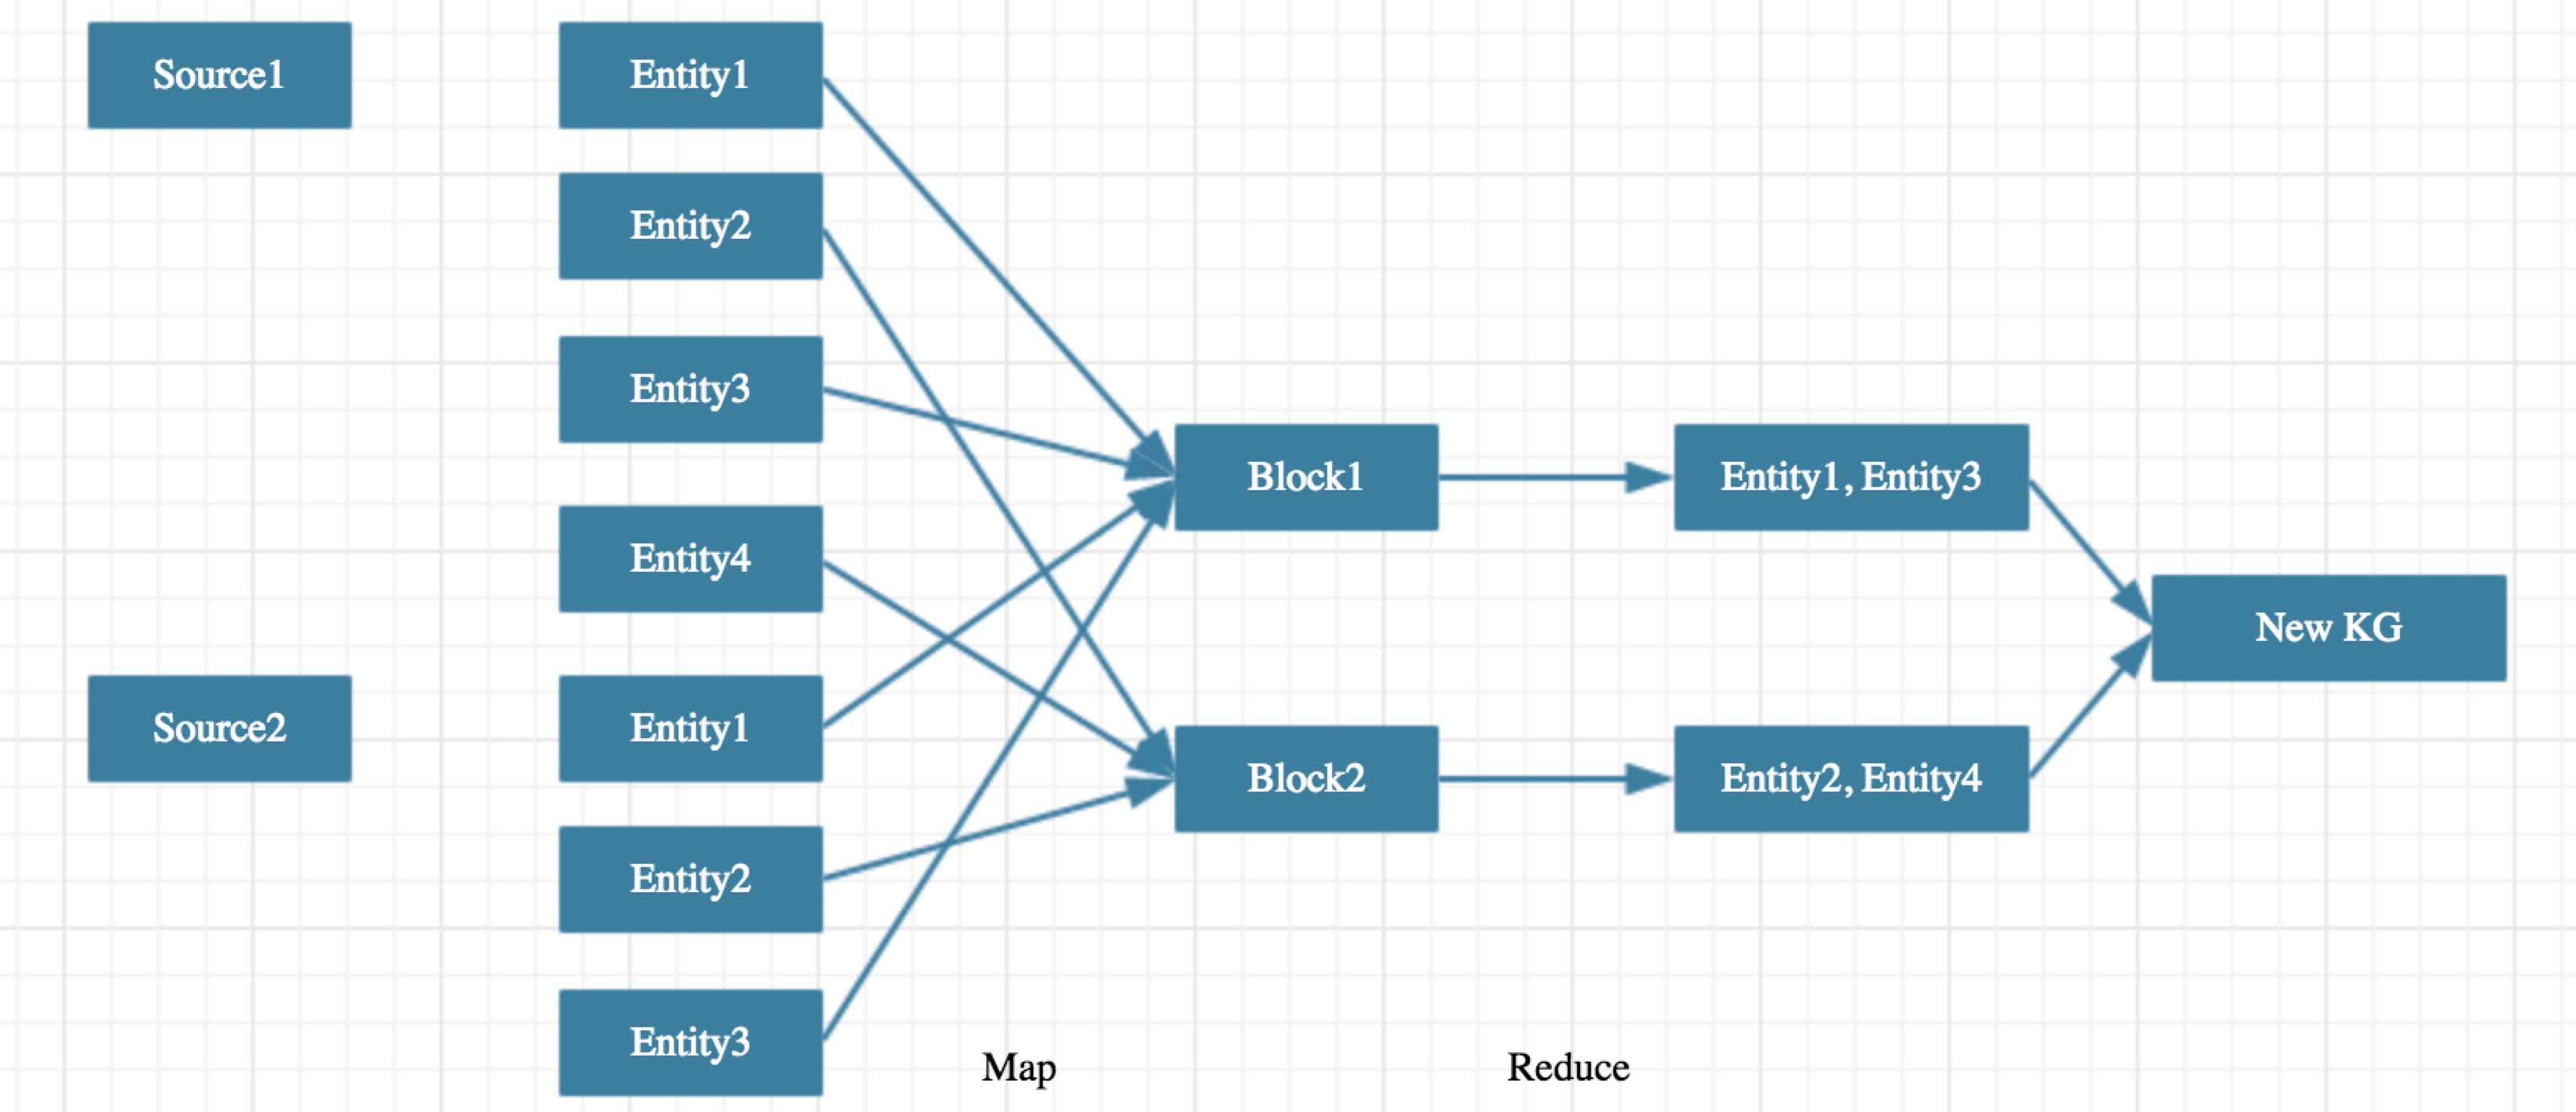 Source1
Entity1
Entity2
Entity3
Entity4
Source2
Entity1
Entity2
Entity3
Block1
Block2
Entity1, Entity3
Entity2, Entity4
New KG
Map
Reduce